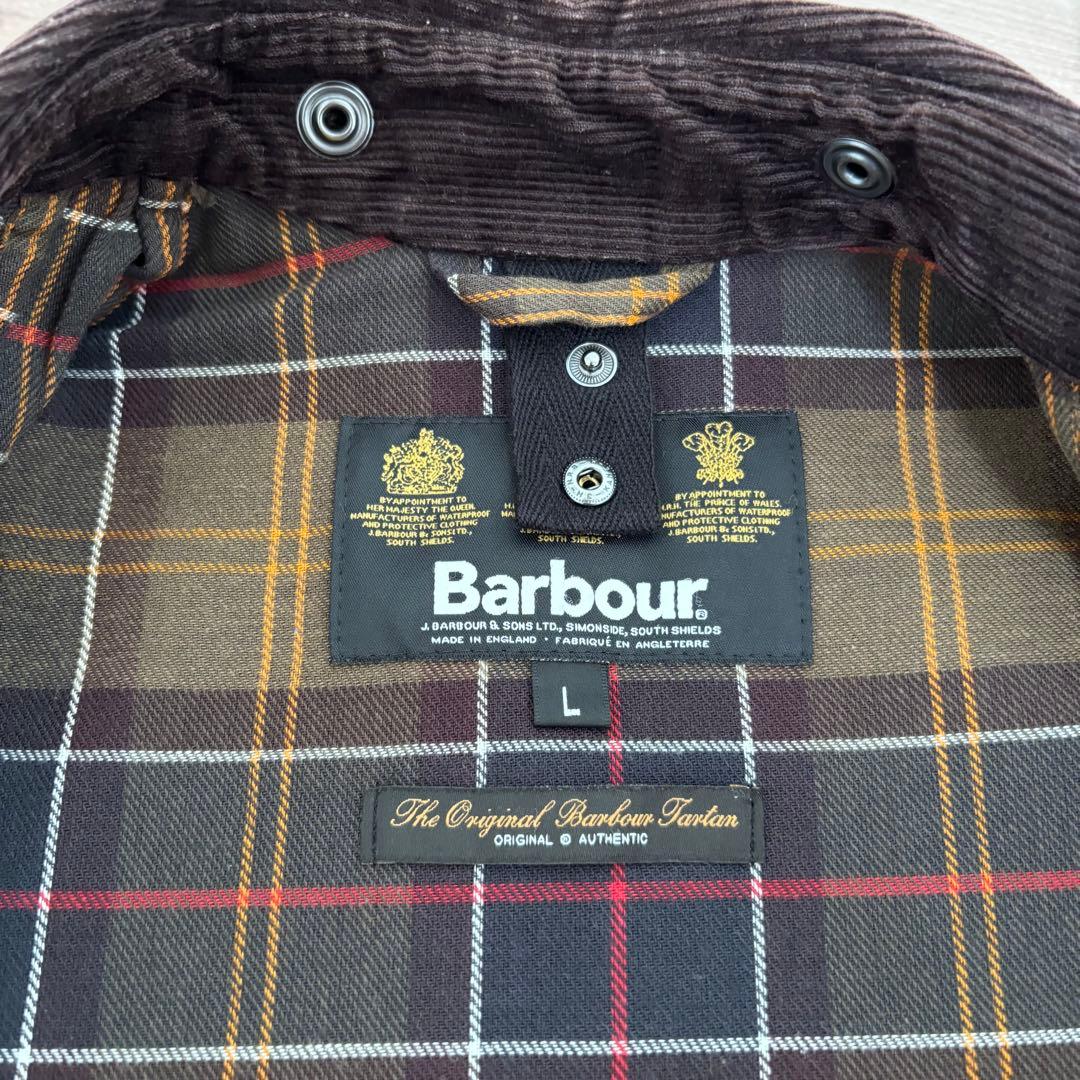 BY APPOINTMENT TO
HER MAJESTY THE QUEEN
MANUFACTURERS OF WATERPROOF
AND PROTECTIVE CLOTHING
J. BARBOUR & SONS LTD.,
SOUTH SHIELDS.
SOUTH SHIELDS.
BY APPOINTMENT TO
H.R.H. THE PRINCE OF WALES.
MANUFACTURERS OF WATERPROOF
AND PROTECTIVE CLOTHING
J. BARBOUR & SONS LTD.,
SOUTH SHIELDS.
Barbour®
J. BARBOUR & SONS LTD., SIMONSIDE, SOUTH SHIELDS
MADE IN ENGLAND · FABRIQUÉ EN ANGLETERRE
L
The Original Barbour Tartan
ORIGINAL & AUTHENTIC